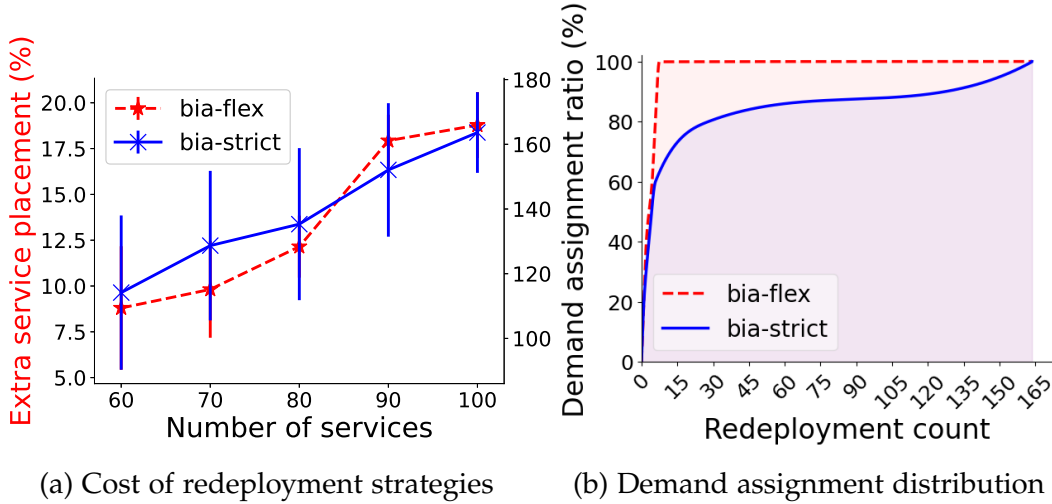 Extra service placement (%)
20.0
17.5
15.0
12.5
10.0
7.5
5.0
bia-flex
bia-strict
180
160
140
120
100
60 70 80 90 100
Number of services
(a) Cost of redeployment strategies
Demand assignment ratio (%)
100
80
60
40
20
0
bia-flex
bia-strict
0 15 30 45 60 75 90 105 120 135 150 165
Redeployment count
(b) Demand assignment distribution